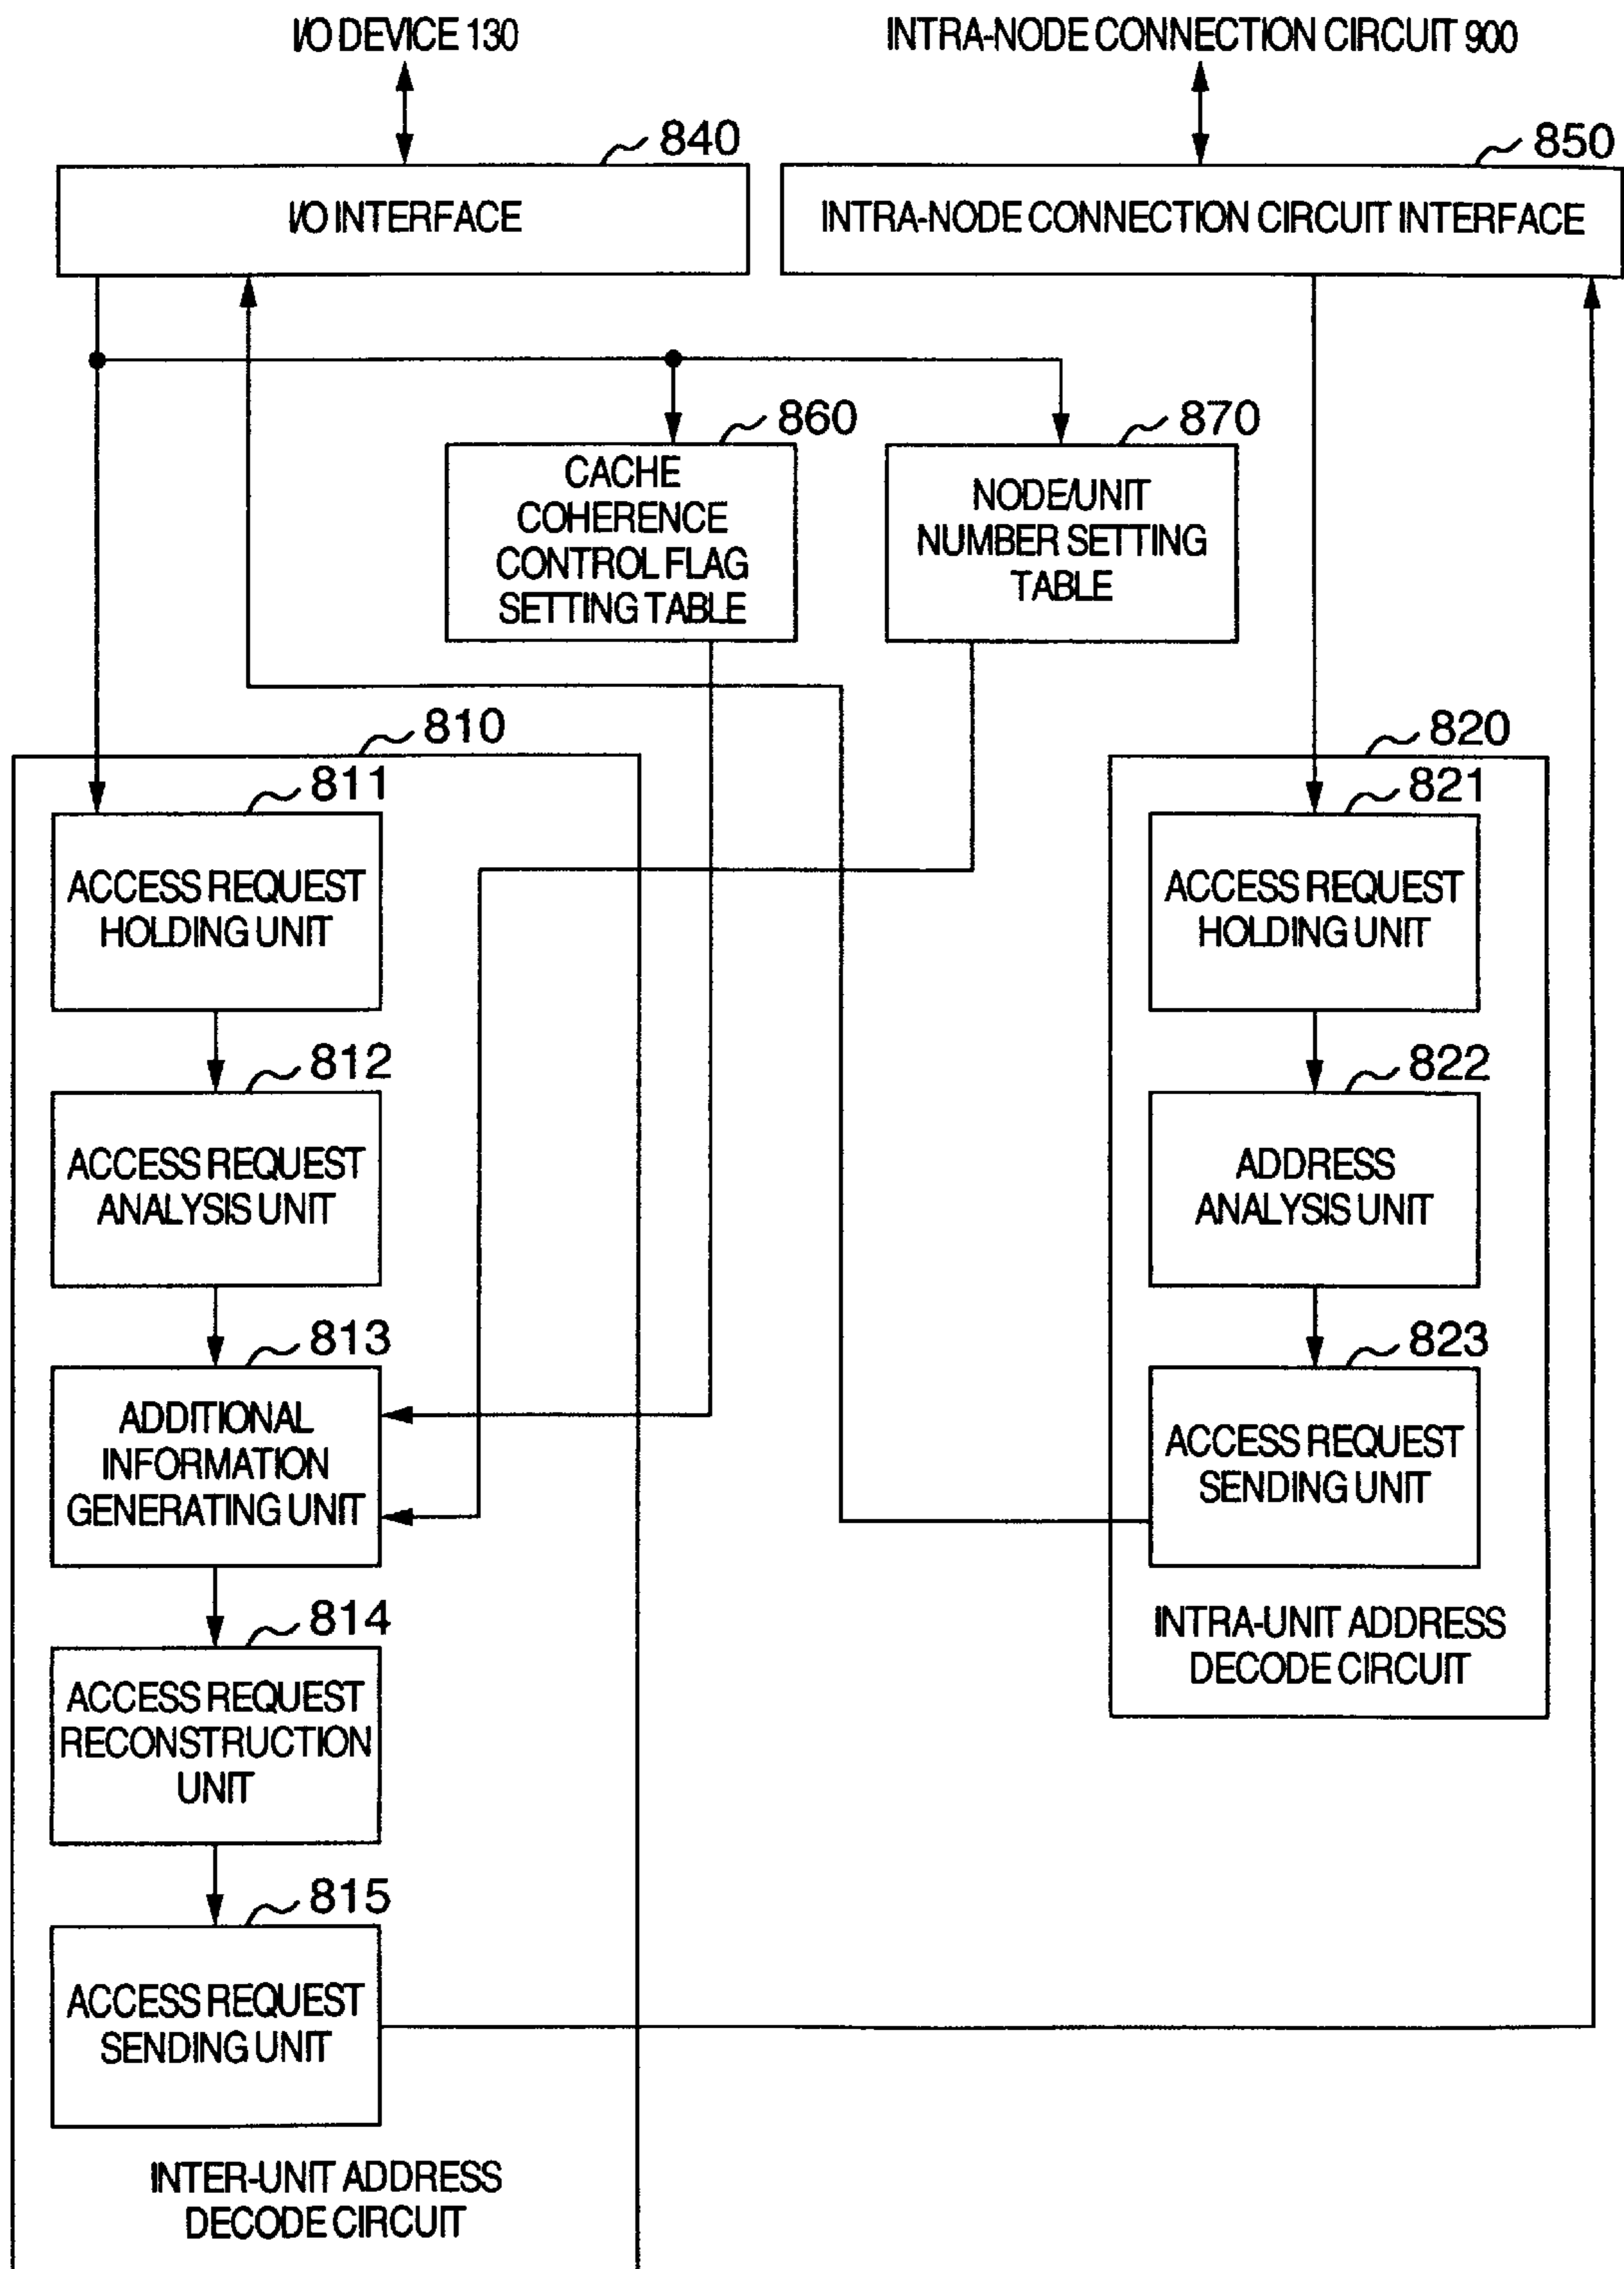 I/O DEVICE 130
INTRA-NODE CONNECTION CIRCUIT 900
840
850
I/O INTERFACE
INTRA-NODE CONNECTION CIRCUIT INTERFACE
860
870
CACHE
COHERENCE
CONTROL FLAG
SETTING TABLE
NODE/UNIT
NUMBER SETTING
TABLE
810
820
811
ACCESS REQUEST
HOLDING UNIT
812
ACCESS REQUEST
ANALYSIS UNIT
813
ADDITIONAL
INFORMATION
GENERATING UNIT
814
ACCESS REQUEST
RECONSTRUCTION
UNIT
815
ACCESS REQUEST
SENDING UNIT
INTER-UNIT ADDRESS
DECODE CIRCUIT
821
ACCESS REQUEST
HOLDING UNIT
822
ADDRESS
ANALYSIS UNIT
823
ACCESS REQUEST
SENDING UNIT
INTRA-UNIT ADDRESS
DECODE CIRCUIT